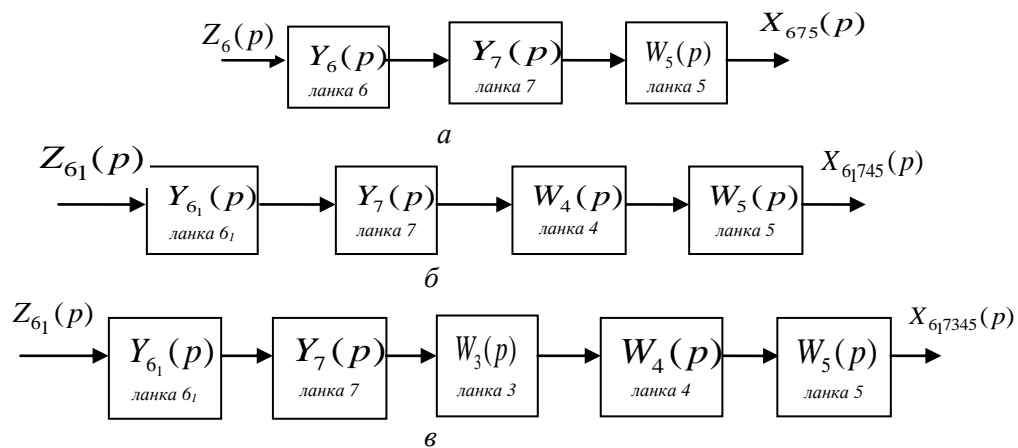 Z₆(p) X₆₇₅(p)
Y₆(p) Y₇(p) W₅(p)
ланка 6 ланка 7 ланка 5
а
Z₆₁(p) X₆₁₇₄₅(p)
Y₆₁(p) Y₇(p) W₄(p) W₅(p)
ланка 6₁ ланка 7 ланка 4 ланка 5
б
Z₆₁(p) X₆₁₇₃₄₅(p)
Y₆₁(p) Y₇(p) W₃(p) W₄(p) W₅(p)
ланка 6₁ ланка 7 ланка 3 ланка 4 ланка 5
в